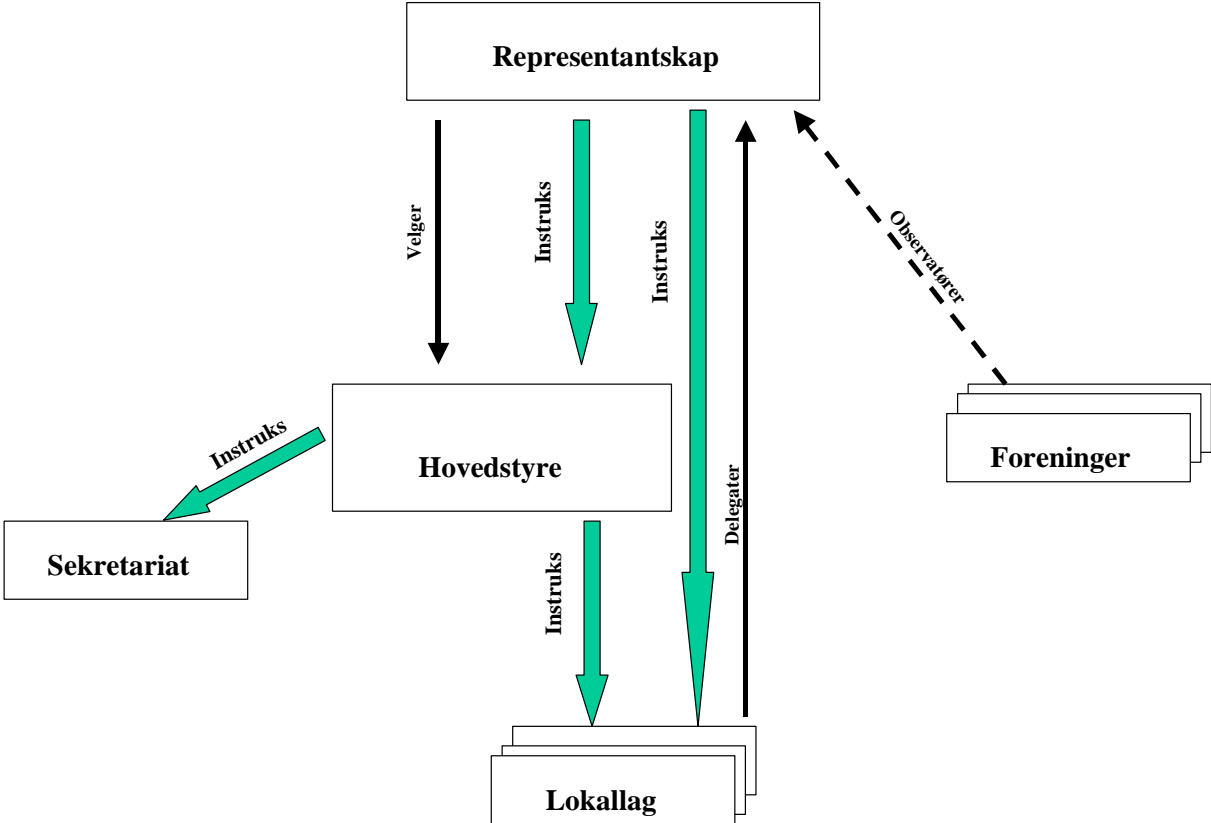 Representantskap
Velger
Instruks
Instruks
Observatører
Instruks
Hovedstyre
Delegater
Foreninger
Sekretariat
Instruks
Lokallag